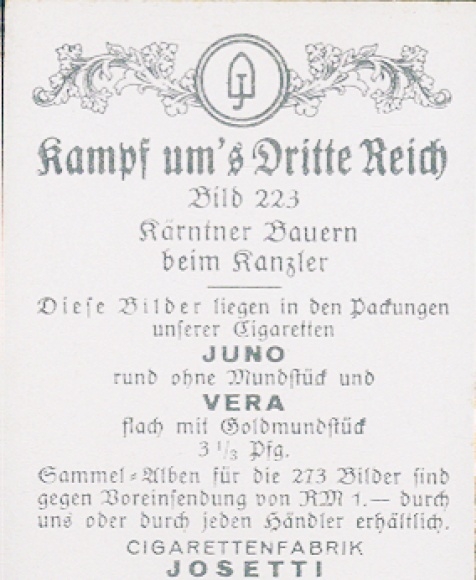 Kampf um's Dritte Reich
Bild 223
Kärntner Bauern
beim Kanzler
Diese Bilder liegen in den Packungen
unserer Cigaretten
JUNO
rund ohne Mundstück und
VERA
flach mit Goldmundstück
3 1/3 Pfg.
Sammel-Alben für die 273 Bilder sind
gegen Voreinsendung von RM 1.— durch
uns oder durch jeden Händler erhältlich.
CIGARETTENFABRIK
JOSETTI